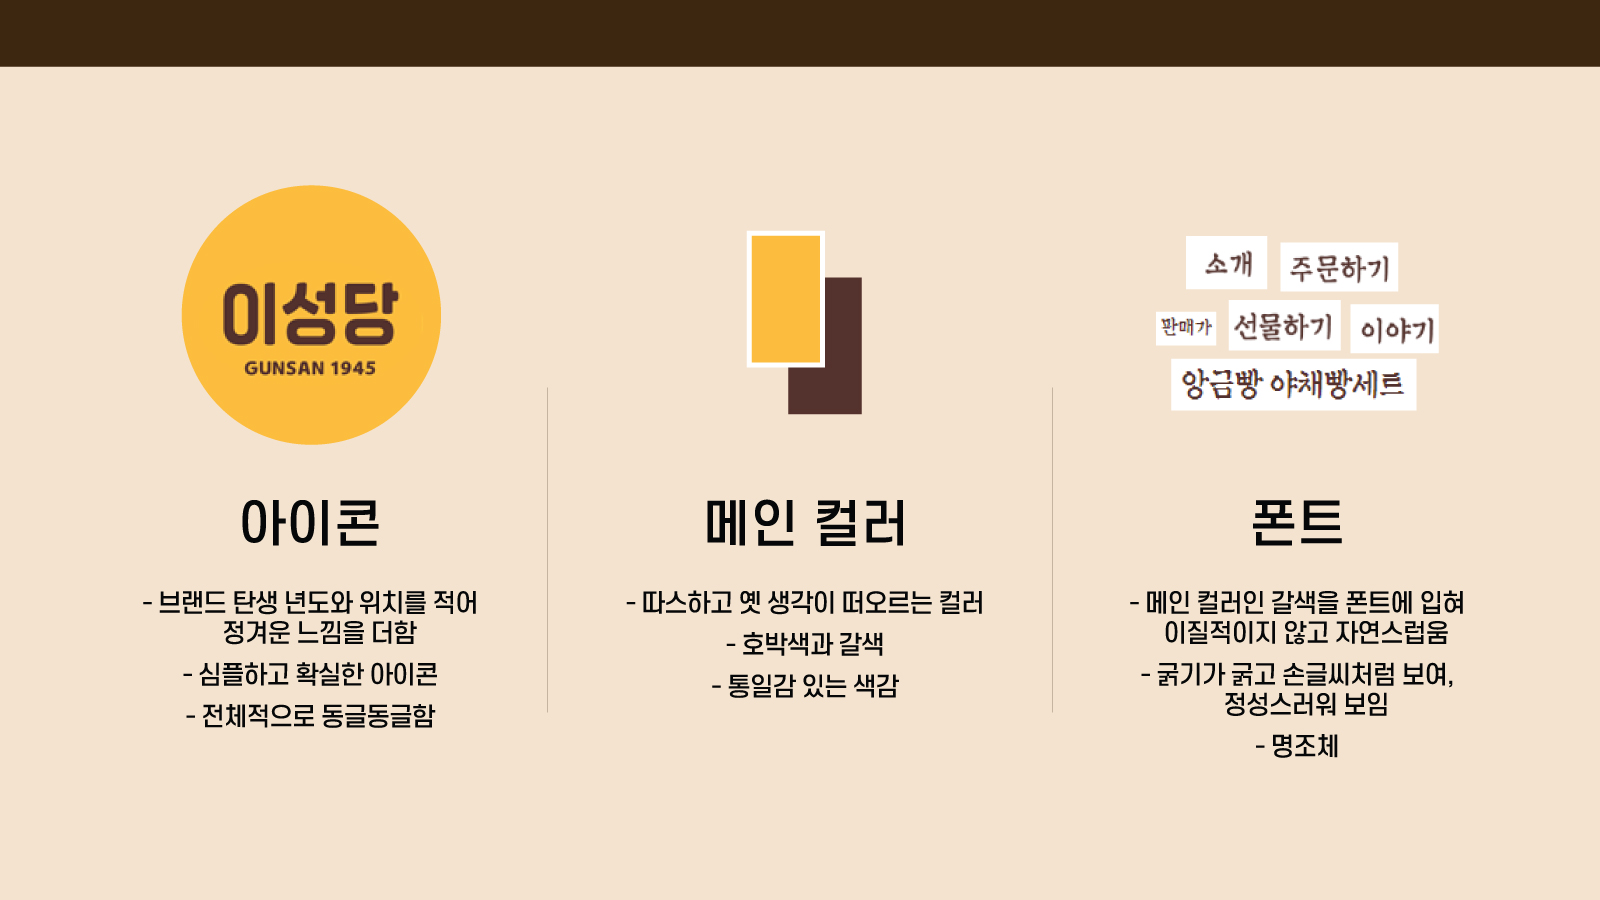 이성당
GUNSAN 1945
소개
주문하기
판매가
선물하기
이야기
앙금빵 야채빵세트
아이콘
- 브랜드 탄생 년도와 위치를 적어
정겨운 느낌을 더함
- 심플하고 확실한 아이콘
- 전체적으로 동글동글함
메인 컬러
- 따스하고 옛 생각이 떠오르는 컬러
- 호박색과 갈색
- 통일감 있는 색감
폰트
- 메인 컬러인 갈색을 폰트에 입혀
이질적이지 않고 자연스럽움
- 굵기가 굵고 손글씨처럼 보여,
정성스러워 보임
- 명조체